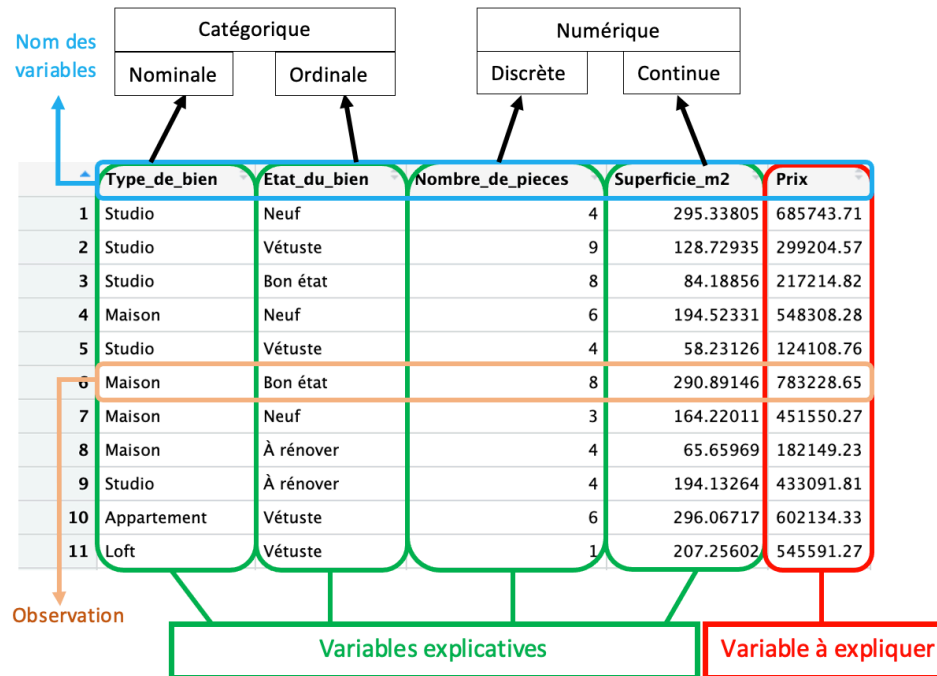 Nom des
variables
Catégorique
Nominale Ordinale
Numérique
Discrète Continue
Type_de_bien Etat_du_bien Nombre_de_pieces Superficie_m2 Prix
1 Studio Neuf 4 295.33805 685743.71
2 Studio Vétuste 9 128.72935 299204.57
3 Studio Bon état 8 84.18856 217214.82
4 Maison Neuf 6 194.52331 548308.28
5 Studio Vétuste 4 58.23126 124108.76
6 Maison Bon état 8 290.89146 783228.65
7 Maison Neuf 3 164.22011 451550.27
8 Maison À rénover 4 65.65969 182149.23
9 Studio À rénover 4 194.13264 433091.81
10 Appartement Vétuste 6 296.06717 602134.33
11 Loft Vétuste 1 207.25602 545591.27
Observation
Variables explicatives
Variable à expliquer